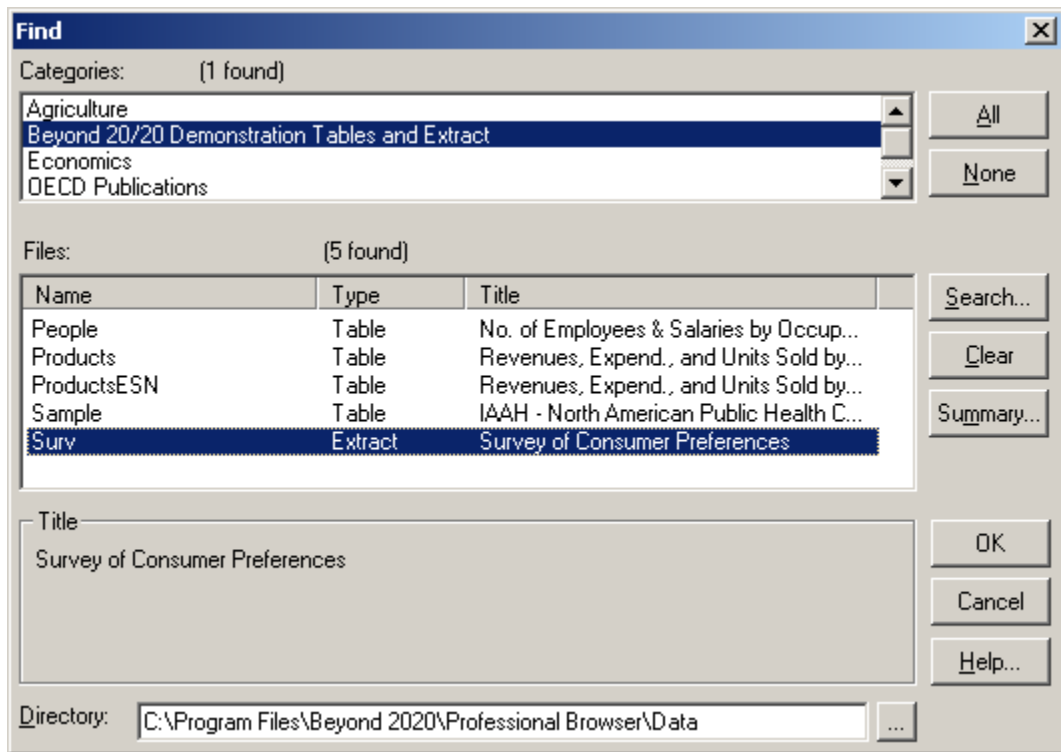 Find
Categories: (1 found)
Agriculture
Beyond 20/20 Demonstration Tables and Extract
Economics
OECD Publications
All
None
Files: (5 found)
Name Type Title
People Table No. of Employees & Salaries by Occup...
Products Table Revenues, Expend., and Units Sold by...
ProductsESN Table Revenues, Expend., and Units Sold by...
Sample Table IAAH - North American Public Health C...
Surv Extract Survey of Consumer Preferences
Search...
Clear
Summary...
Title
Survey of Consumer Preferences
OK
Cancel
Help...
Directory: C:\Program Files\Beyond 2020\Professional Browser\Data ...